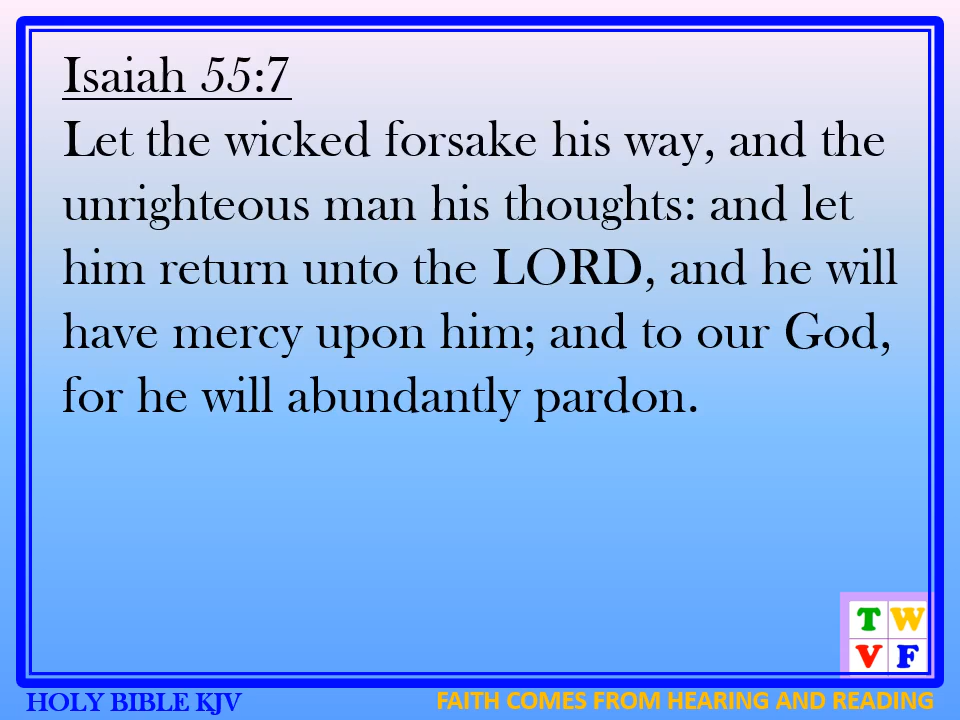 Isaiah 55:7
Let the wicked forsake his way, and the
unrighteous man his thoughts: and let
him return unto the LORD, and he will
have mercy upon him; and to our God,
for he will abundantly pardon.
T W
V F
HOLY BIBLE KJV
FAITH COMES FROM HEARING AND READING